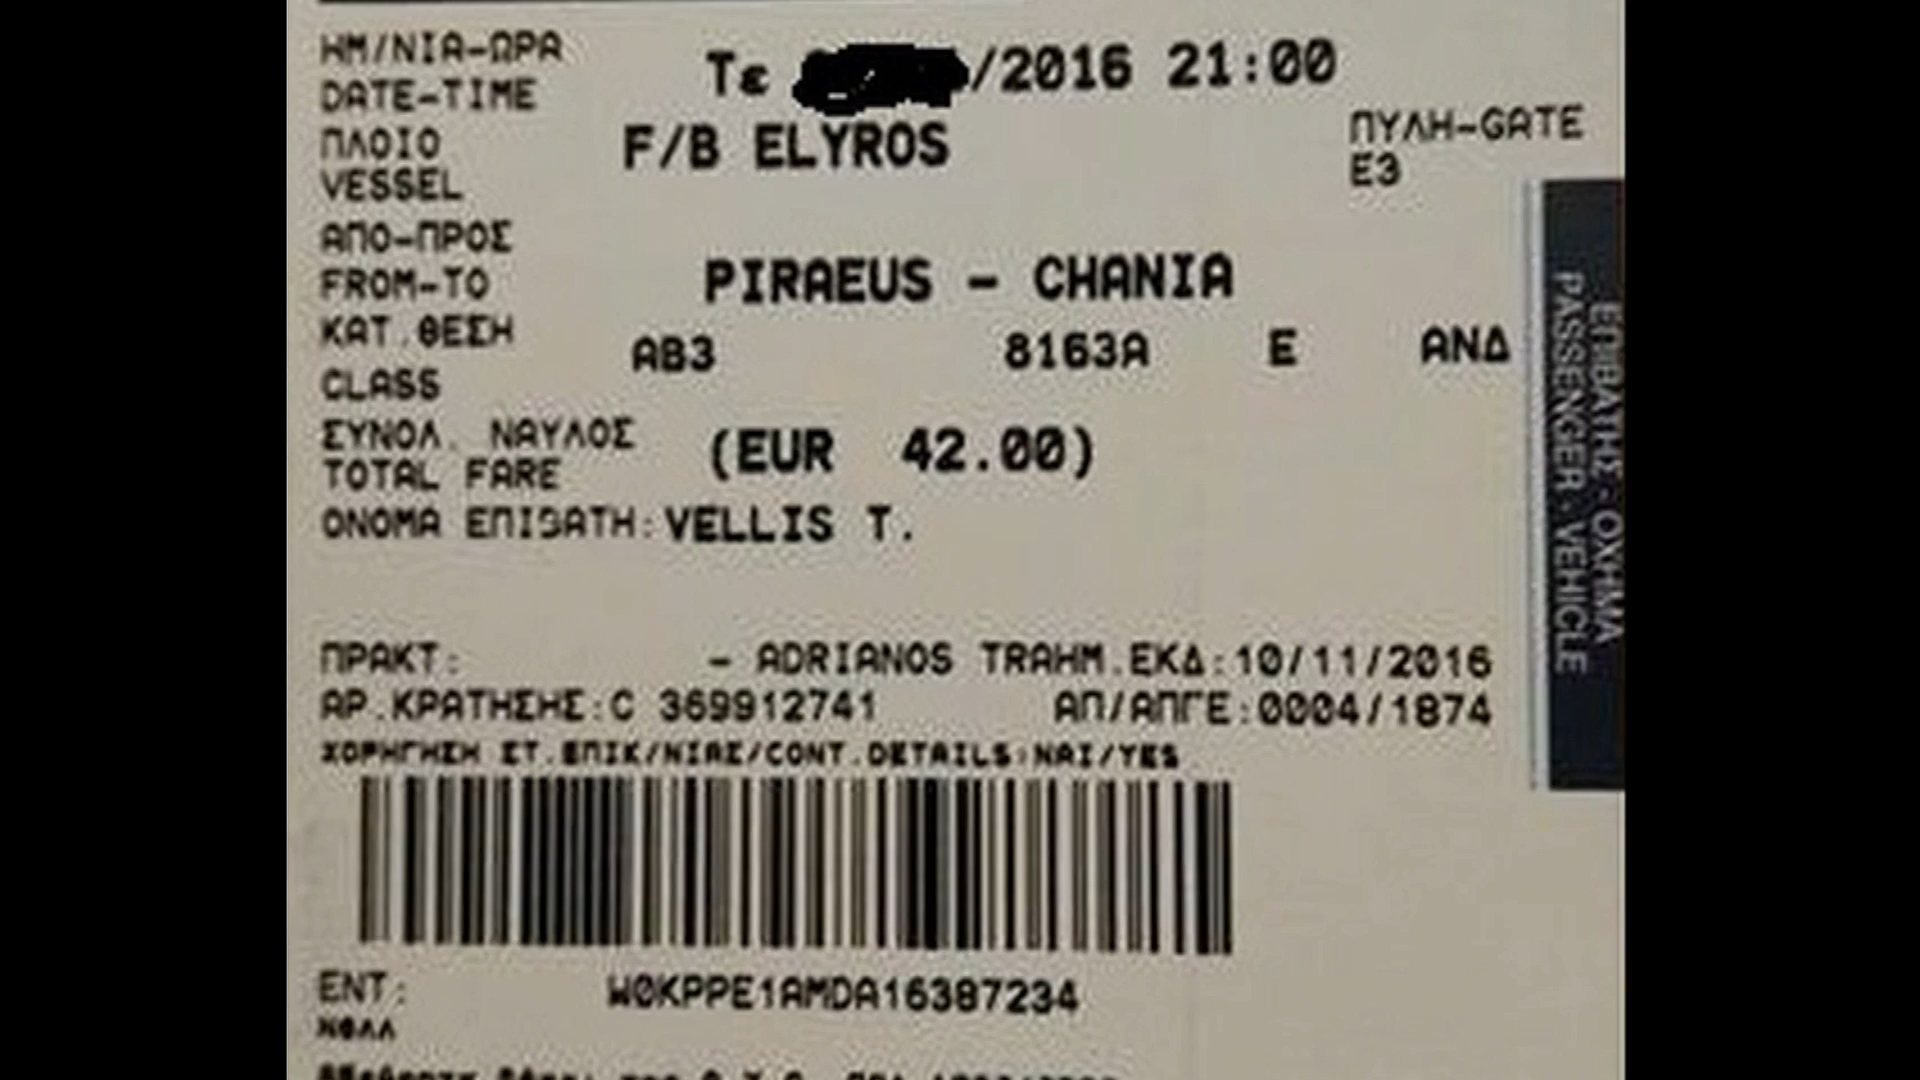 ΗΜ/ΝΙΑ-ΩΡΑ
DATE-TIME
Τε /2016 21:00
ΠΛΟΙΟ
VESSEL
F/B ELYROS
ΠΥΛΗ-GATE
E3
ΑΠΟ-ΠΡΟΣ
FROM-TO
PIRAEUS - CHANIA
ΚΑΤ.ΘΕΣΗ
CLASS
AB3 8163A E ΑΝΔ
ΣΥΝΟΛ. ΝΑΥΛΟΣ
TOTAL FARE
(EUR 42.00)
ΟΝΟΜΑ ΕΠΙΒΑΤΗ: VELLIS T.
ΠΡΑΚΤ: - ADRIANOS TRAΗΜ.ΕΚΔ:10/11/2016
ΑΡ.ΚΡΑΤΗΣΗΣ:C 369912741 ΑΠ/ΑΠΓΕ:0004/1874
ΧΟΡΗΓΗΣΗ ΣΤ.ΕΠΙΚ/ΝΙΑΣ/CONT.DETAILS:ΝΑΙ/YES
ENT: W0KPPE1AMDA16387234
ΕΠΙΒΑΤΗΣ - ΟΧΗΜΑ
PASSENGER - VEHICLE